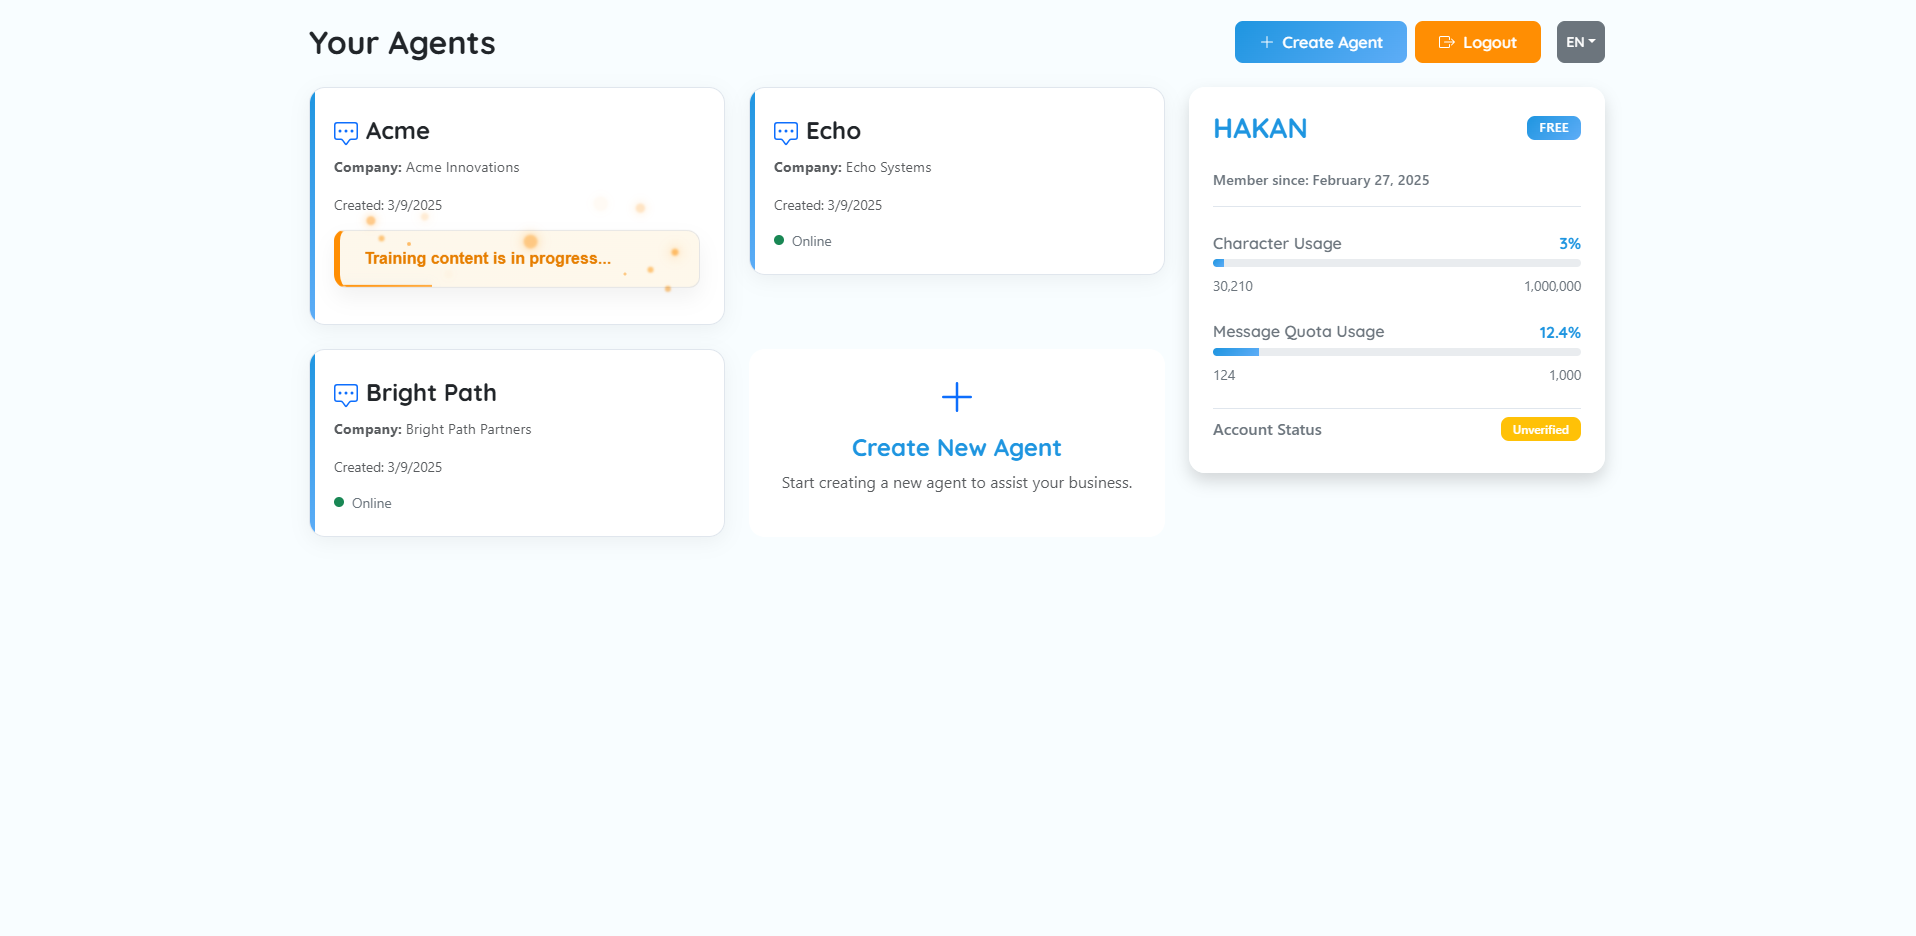 Your Agents
Create Agent
Logout
EN
Acme
Company: Acme Innovations
Created: 3/9/2025
Training content is in progress...
Echo
Company: Echo Systems
Created: 3/9/2025
Online
Bright Path
Company: Bright Path Partners
Created: 3/9/2025
Online
Create New Agent
Start creating a new agent to assist your business.
HAKAN
FREE
Member since: February 27, 2025
Character Usage 3%
30,210 1,000,000
Message Quota Usage 12.4%
124 1,000
Account Status Unverified